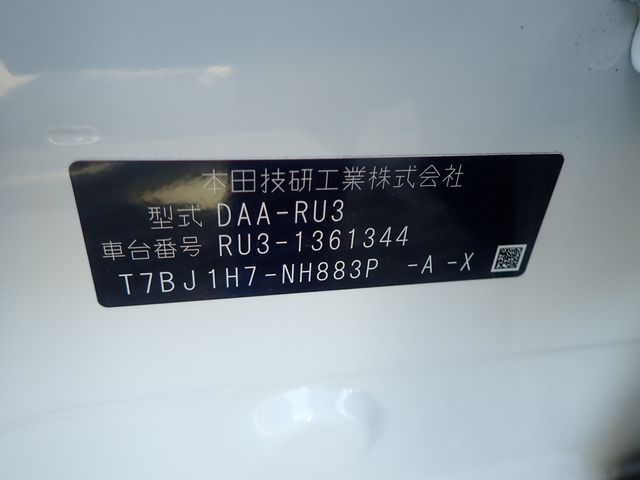 本田技研工業株式会社
型式 DAA-RU3
車台番号 RU3-1361344
T7BJ1H7-NH883P -A -X